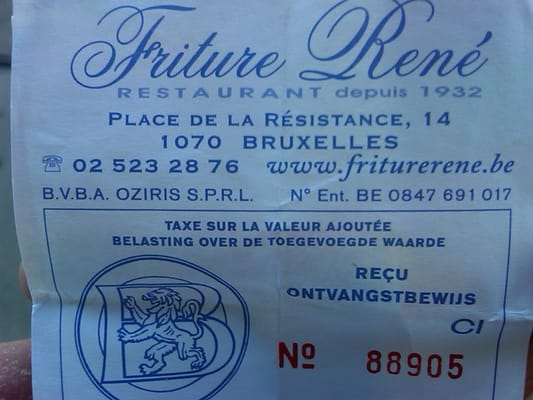 Friture René
RESTAURANT depuis 1932
PLACE DE LA RÉSISTANCE, 14
1070 BRUXELLES
☎ 02 523 28 76 www.friturerene.be
B.V.B.A. OZIRIS S.P.R.L. N° Ent. BE 0847 691 017
TAXE SUR LA VALEUR AJOUTÉE
BELASTING OVER DE TOEGEVOEGDE WAARDE
REÇU
ONTVANGSTBEWIJS
CI
B
Nº 88905